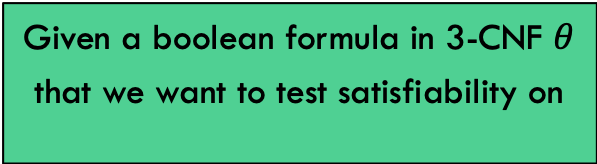 Given a boolean formula in 3-CNF 𝜃
that we want to test satisfiability on